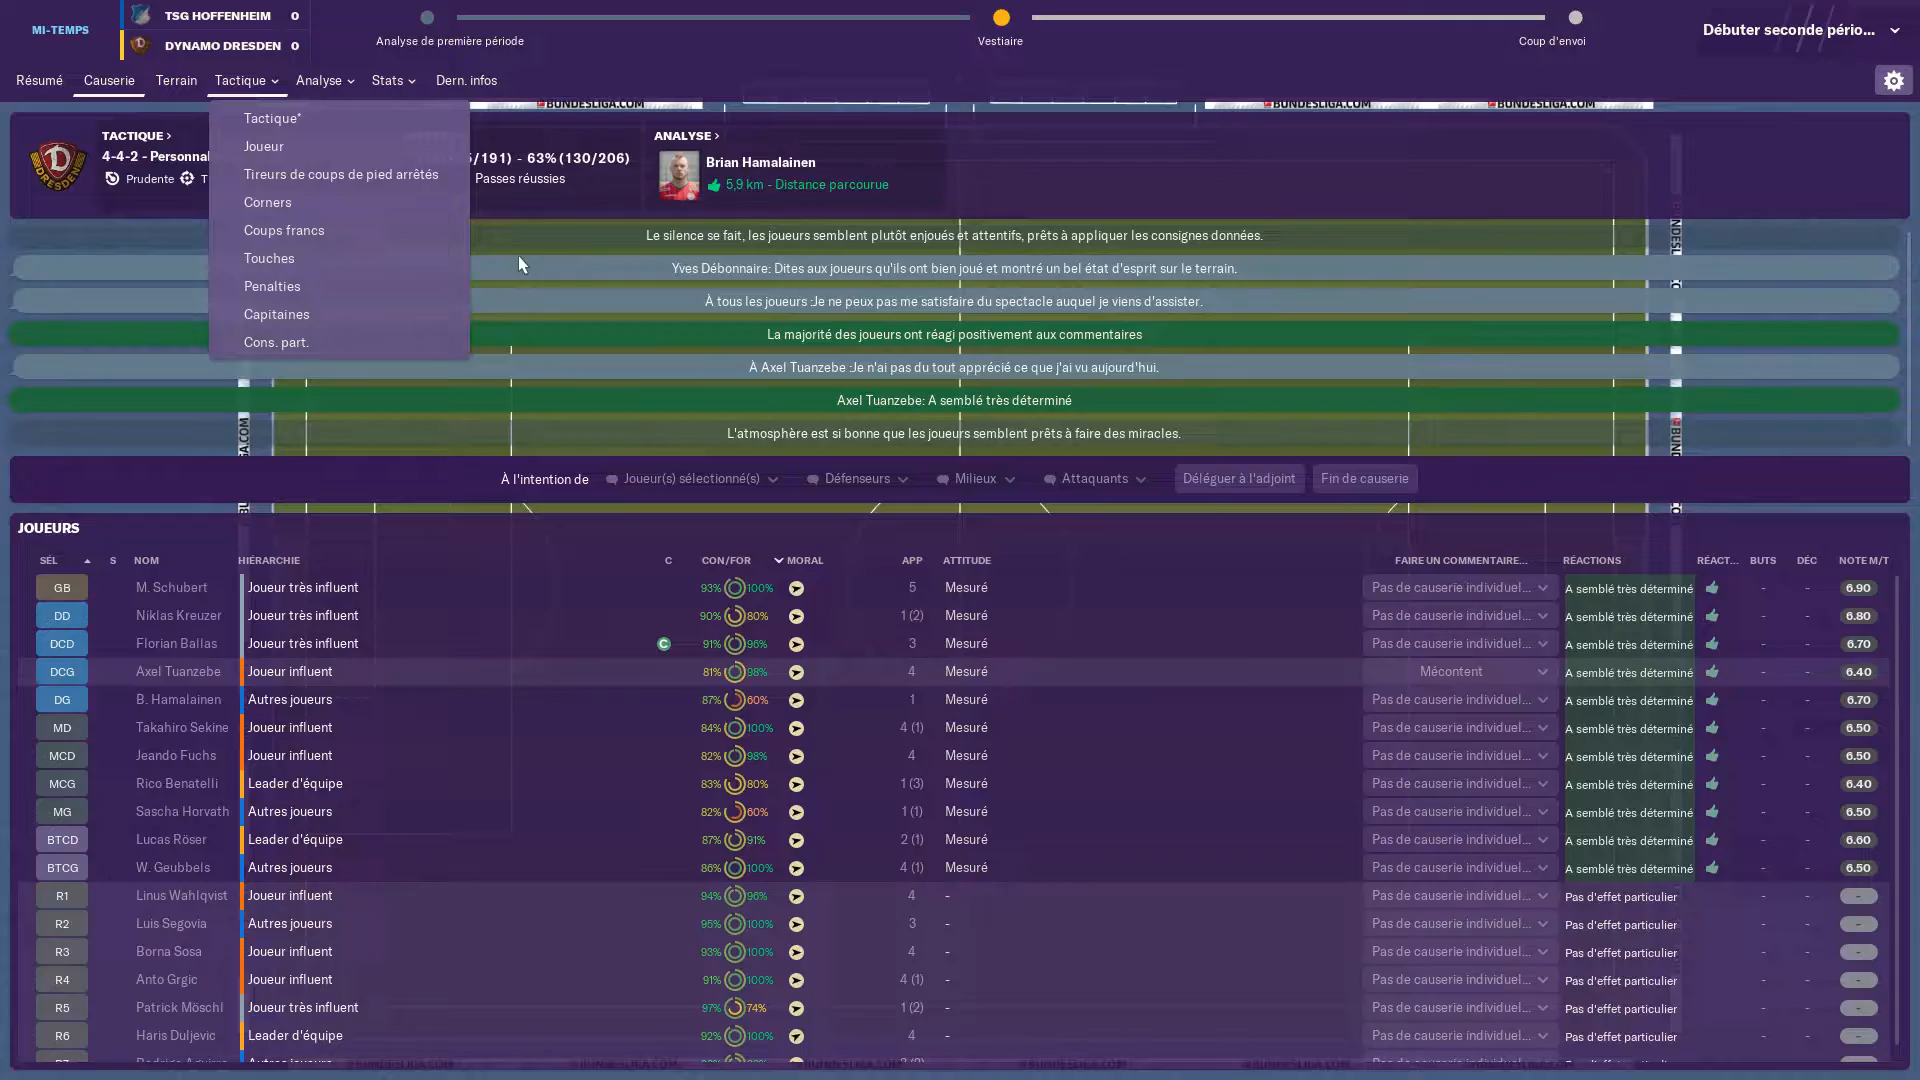 MI-TEMPS
TSG HOFFENHEIM 0
DYNAMO DRESDEN 0
Analyse de première période
Vestiaire
Coup d'envoi
Débuter seconde pério...
Résumé Causerie Terrain Tactique Analyse Stats Dern. infos
BUNDESLIGA.COM BUNDESLIGA.COM BUNDESLIGA.COM
Tactique*
Joueur
Tireurs de coups de pied arrêtés
Corners
Coups francs
Touches
Penalties
Capitaines
Cons. part.
TACTIQUE >
4-4-2 - Personnal
Prudente T
/191) - 63% (130/206)
Passes réussies
ANALYSE >
Brian Hamalainen
5,9 km - Distance parcourue
Le silence se fait, les joueurs semblent plutôt enjoués et attentifs, prêts à appliquer les consignes données.
Yves Débonnaire: Dites aux joueurs qu'ils ont bien joué et montré un bel état d'esprit sur le terrain.
À tous les joueurs :Je ne peux pas me satisfaire du spectacle auquel je viens d'assister.
La majorité des joueurs ont réagi positivement aux commentaires
À Axel Tuanzebe :Je n'ai pas du tout apprécié ce que j'ai vu aujourd'hui.
Axel Tuanzebe: A semblé très déterminé
L'atmosphère est si bonne que les joueurs semblent prêts à faire des miracles.
À l'intention de Joueur(s) sélectionné(s) Défenseurs Milieux Attaquants Déléguer à l'adjoint Fin de causerie
JOUEURS
SÉL S NOM HIÉRARCHIE C CON/FOR MORAL APP ATTITUDE FAIRE UN COMMENTAIRE... RÉACTIONS RÉACT... BUTS DÉC NOTE M/T
GB M. Schubert Joueur très influent 93% 100% 5 Mesuré Pas de causerie individuel... A semblé très déterminé - - 6.90
DD Niklas Kreuzer Joueur très influent 90% 80% 1 (2) Mesuré Pas de causerie individuel... A semblé très déterminé - - 6.80
DCD Florian Ballas Joueur très influent C 91% 96% 3 Mesuré Pas de causerie individuel... A semblé très déterminé - - 6.70
DCG Axel Tuanzebe Joueur influent 81% 98% 4 Mesuré Mécontent A semblé très déterminé - - 6.40
DG B. Hamalainen Autres joueurs 87% 60% 1 Mesuré Pas de causerie individuel... A semblé très déterminé - - 6.70
MD Takahiro Sekine Joueur influent 84% 100% 4 (1) Mesuré Pas de causerie individuel... A semblé très déterminé - - 6.50
MCD Jeando Fuchs Joueur influent 82% 98% 4 Mesuré Pas de causerie individuel... A semblé très déterminé - - 6.50
MCG Rico Benatelli Leader d'équipe 83% 80% 1 (3) Mesuré Pas de causerie individuel... A semblé très déterminé - - 6.40
MG Sascha Horvath Autres joueurs 82% 60% 1 (1) Mesuré Pas de causerie individuel... A semblé très déterminé - - 6.50
BTCD Lucas Röser Leader d'équipe 87% 91% 2 (1) Mesuré Pas de causerie individuel... A semblé très déterminé - - 6.60
BTCG W. Geubbels Autres joueurs 86% 100% 4 (1) Mesuré Pas de causerie individuel... A semblé très déterminé - - 6.50
R1 Linus Wahlqvist Joueur influent 94% 96% 4 - Pas de causerie individuel... Pas d'effet particulier - - -
R2 Luis Segovia Autres joueurs 95% 100% 3 - Pas de causerie individuel... Pas d'effet particulier - - -
R3 Borna Sosa Joueur influent 93% 100% 4 - Pas de causerie individuel... Pas d'effet particulier - - -
R4 Anto Grgic Joueur influent 91% 100% 4 (1) - Pas de causerie individuel... Pas d'effet particulier - - -
R5 Patrick Möschl Joueur très influent 97% 74% 1 (2) - Pas de causerie individuel... Pas d'effet particulier - - -
R6 Haris Duljevic Leader d'équipe 92% 100% 4 - Pas de causerie individuel... Pas d'effet particulier - - -